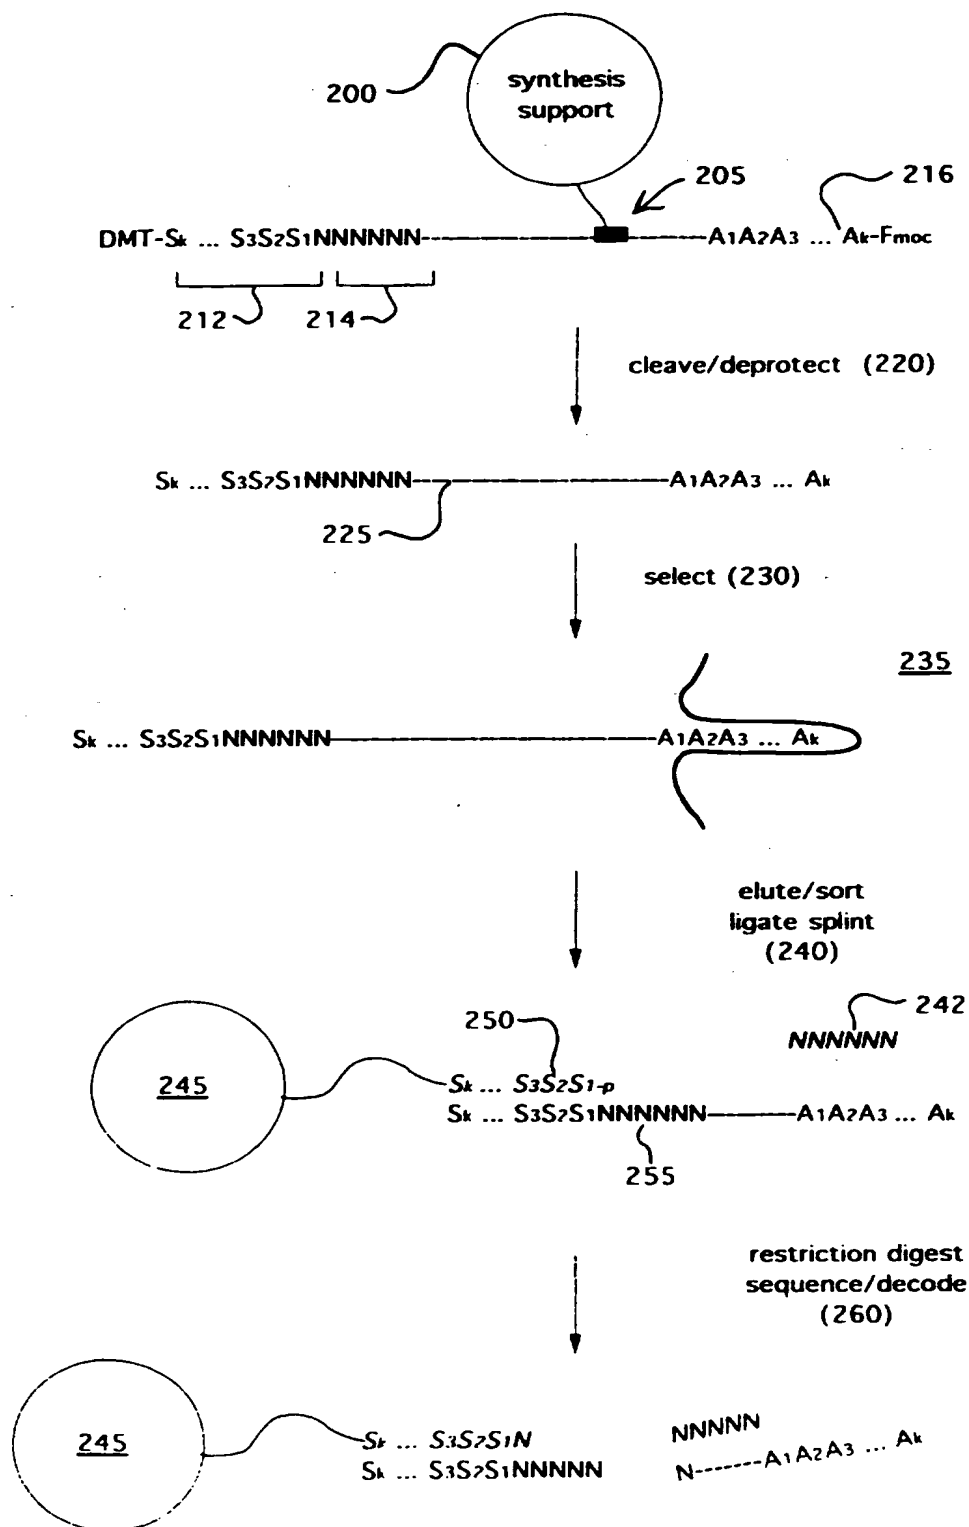 synthesis
support
200
205
216
DMT-Sk ... S3S2S1NNNNNN-----------------------A1A2A3 ... Ak-Fmoc
212
214
cleave/deprotect (220)
Sk ... S3S2S1NNNNNN-----------------------A1A2A3 ... Ak
225
select (230)
235
Sk ... S3S2S1NNNNNN-----------------------A1A2A3 ... Ak
elute/sort
ligate splint
(240)
250
242
NNNNNN
245
Sk ... S3S2S1-p
Sk ... S3S2S1NNNNNN-------A1A2A3 ... Ak
255
restriction digest
sequence/decode
(260)
245
Sk ... S3S2S1N
Sk ... S3S2S1NNNNN
NNNNN
N-------A1A2A3 ... Ak